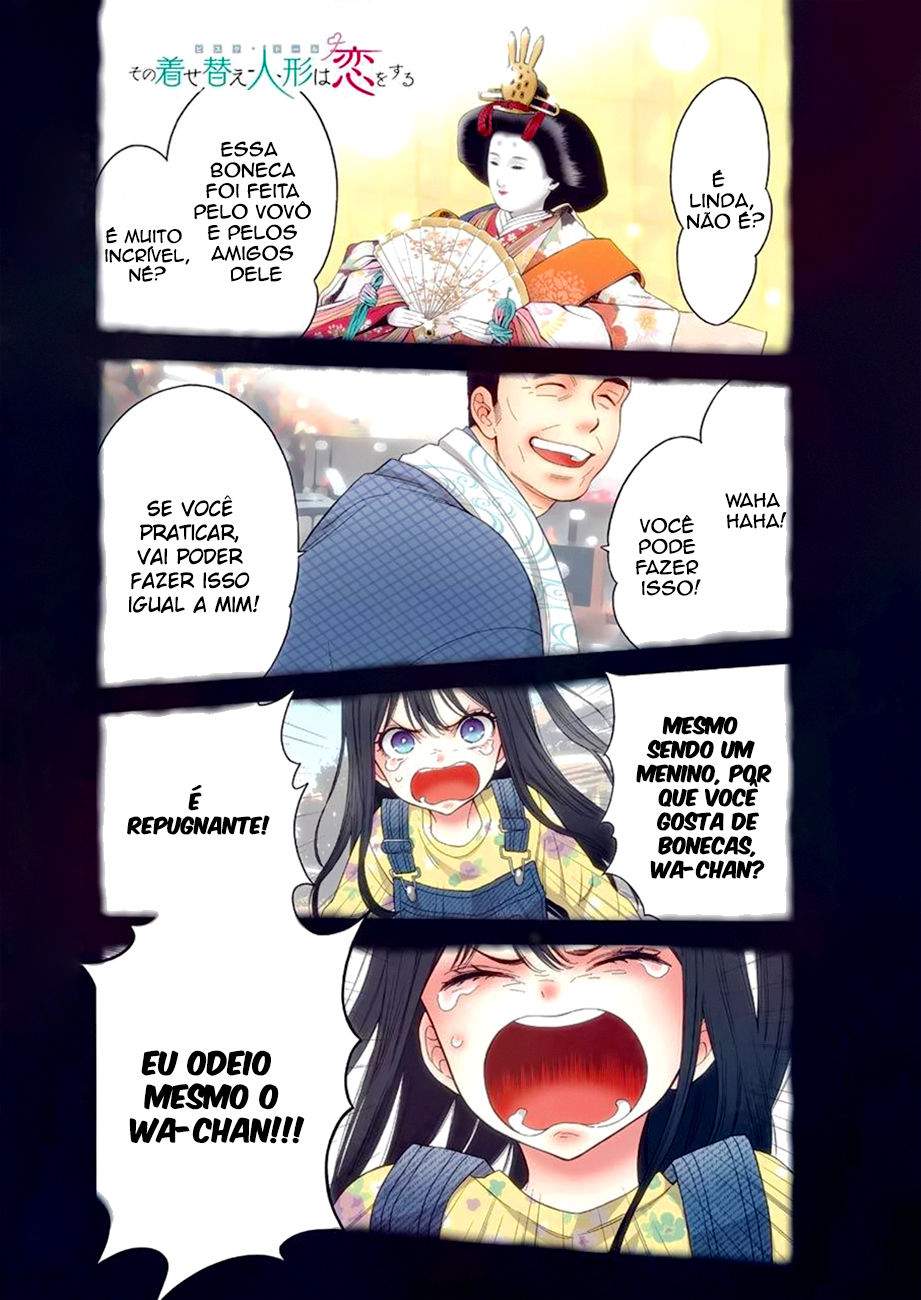 ビスク・ドール
その着せ替え人形は恋をする
É
LINDA,
NÃO É?
ESSA
BONECA
FOI FEITA
PELO VOVÔ
E PELOS
AMIGOS
DELE
É MUITO
INCRÍVEL,
NÉ?
WAHA
HAHA!
VOCÊ
PODE
FAZER
ISSO!
SE VOCÊ
PRATICAR,
VAI PODER
FAZER ISSO
IGUAL A MIM!
MESMO
SENDO UM
MENINO, POR
QUE VOCÊ
GOSTA DE
BONECAS,
WA-CHAN?
É
REPUGNANTE!
EU ODEIO
MESMO O
WA-CHAN!!!